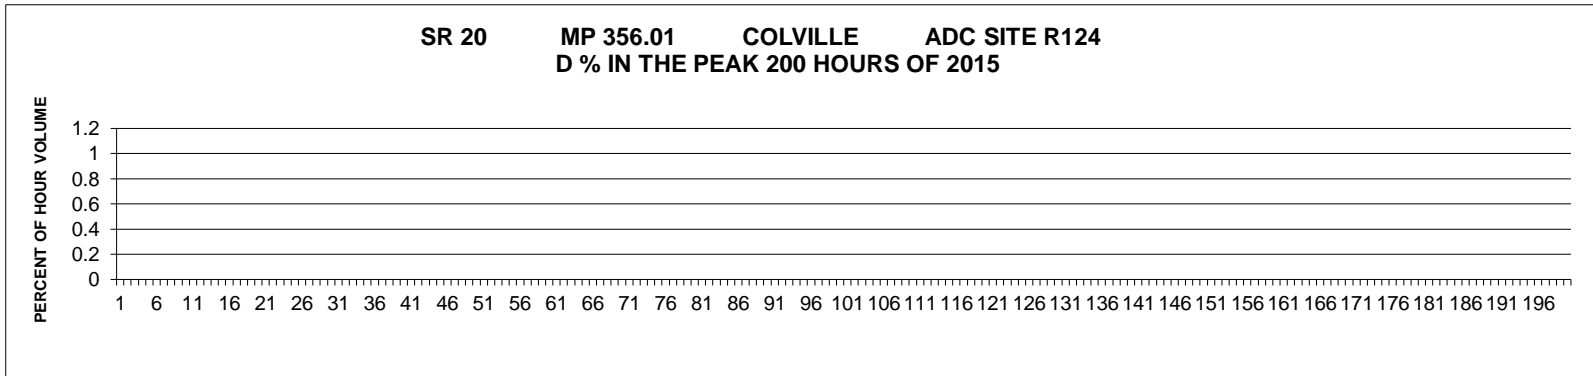 SR 20 MP 356.01 COLVILLE ADC SITE R124
D % IN THE PEAK 200 HOURS OF 2015
PERCENT OF HOUR VOLUME
1.2
1
0.8
0.6
0.4
0.2
0
1 6 11 16 21 26 31 36 41 46 51 56 61 66 71 76 81 86 91 96 101 106 111 116 121 126 131 136 141 146 151 156 161 166 171 176 181 186 191 196